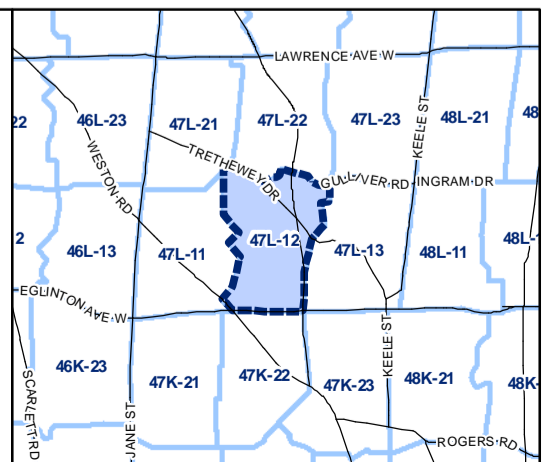 LAWRENCE AVE W
22
46L-23
47L-21
47L-22
47L-23
48L-21
48
KEELE ST
WESTON RD
TRETHEWEY DR
GULLIVER RD
INGRAM DR
2
46L-13
47L-11
47L-12
47L-13
48L-11
48L-1
EGLINTON AVE W
46K-23
47K-21
47K-22
47K-23
48K-21
48K-
KEELE ST
SCARLETT RD
JANE ST
ROGERS RD